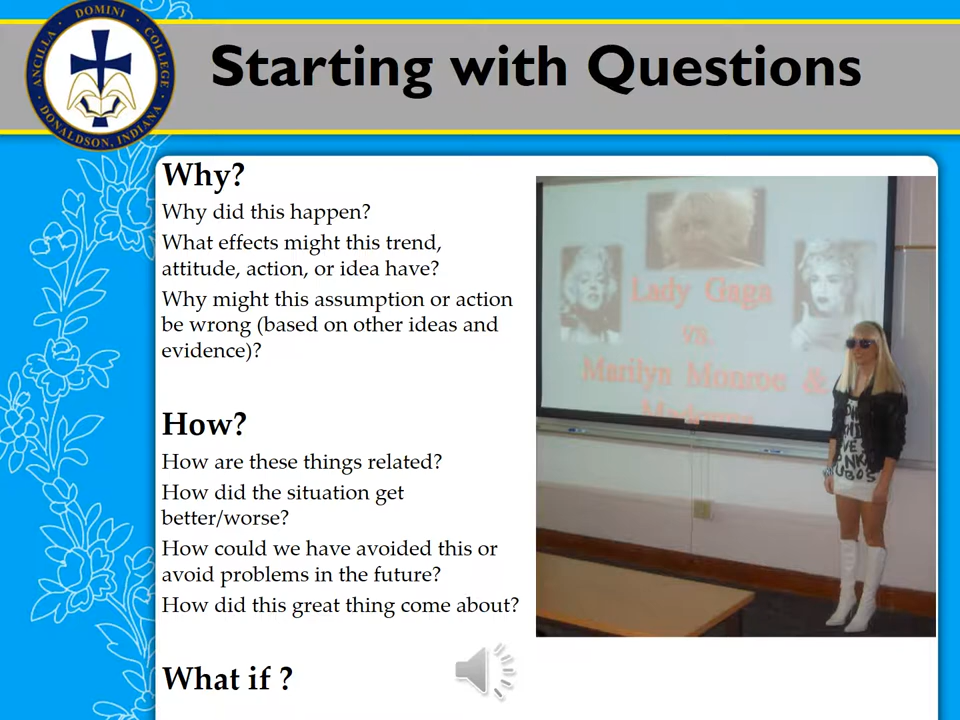 ANCILLA DOMINI COLLEGE
DONALDSON, INDIANA
Starting with Questions
Why?
Why did this happen?
What effects might this trend,
attitude, action, or idea have?
Why might this assumption or action
be wrong (based on other ideas and
evidence)?
How?
How are these things related?
How did the situation get
better/worse?
How could we have avoided this or
avoid problems in the future?
How did this great thing come about?
What if ?
Lady Gaga
vs.
Marilyn Monroe &